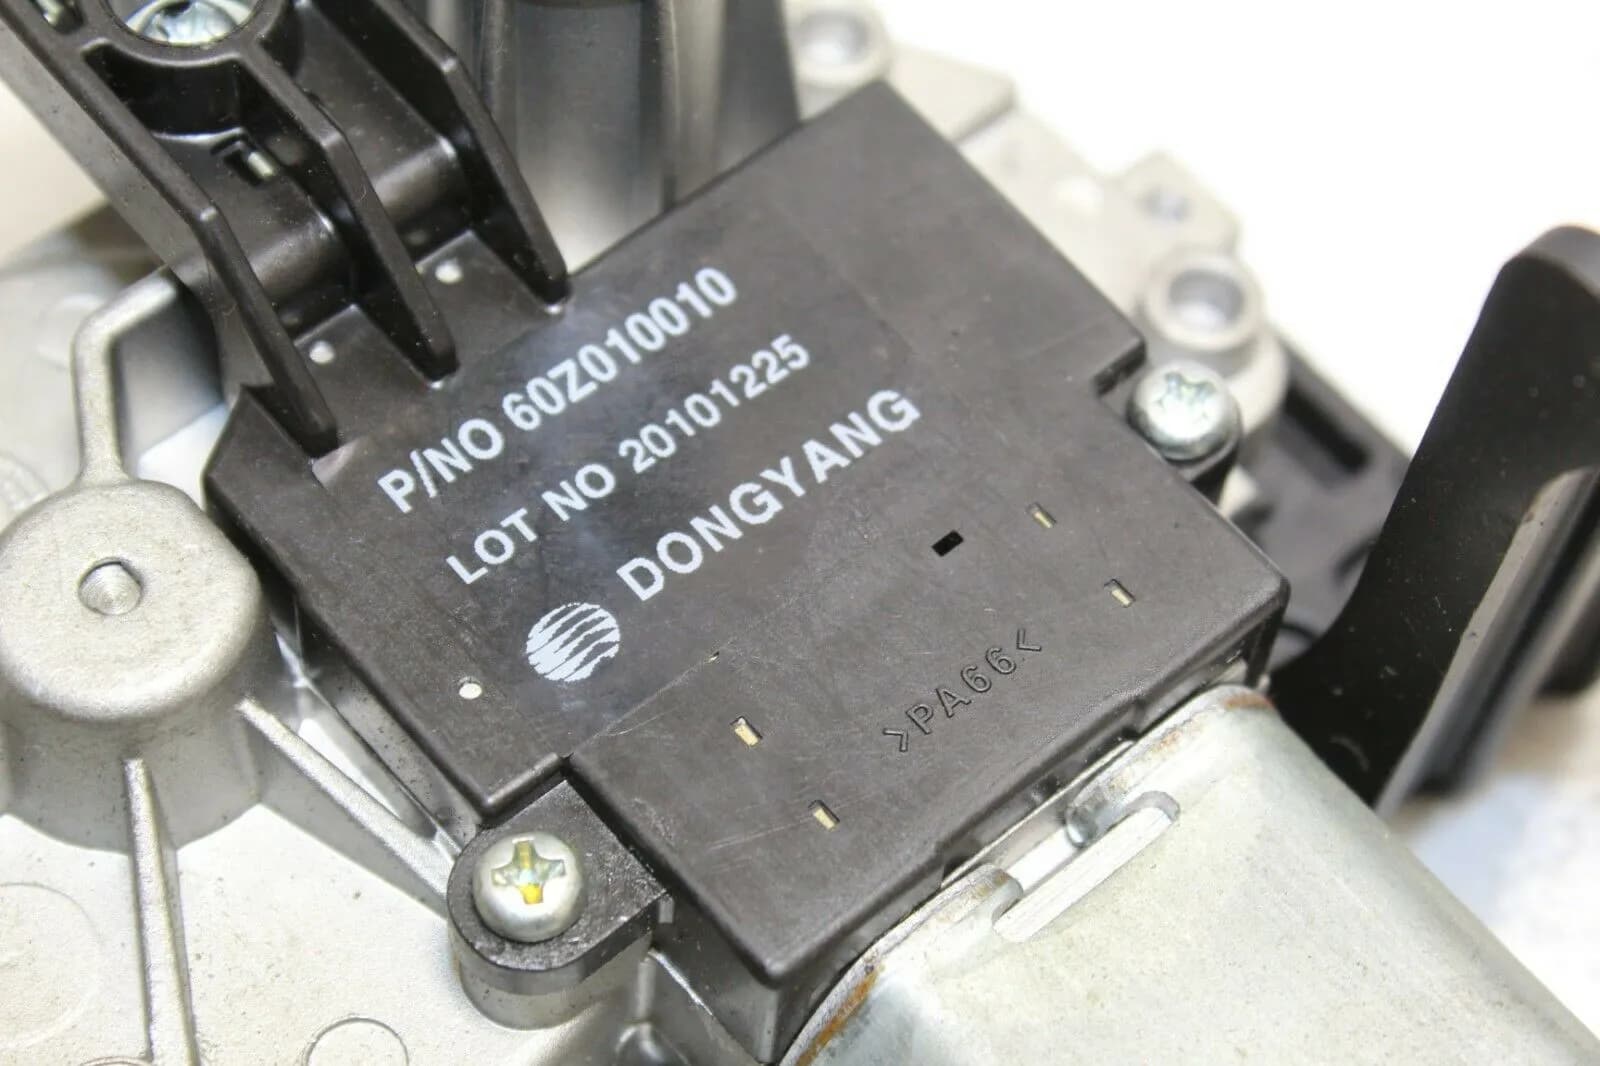 P/NO 60Z010010
LOT NO 20101225
DONGYANG
>PA66<